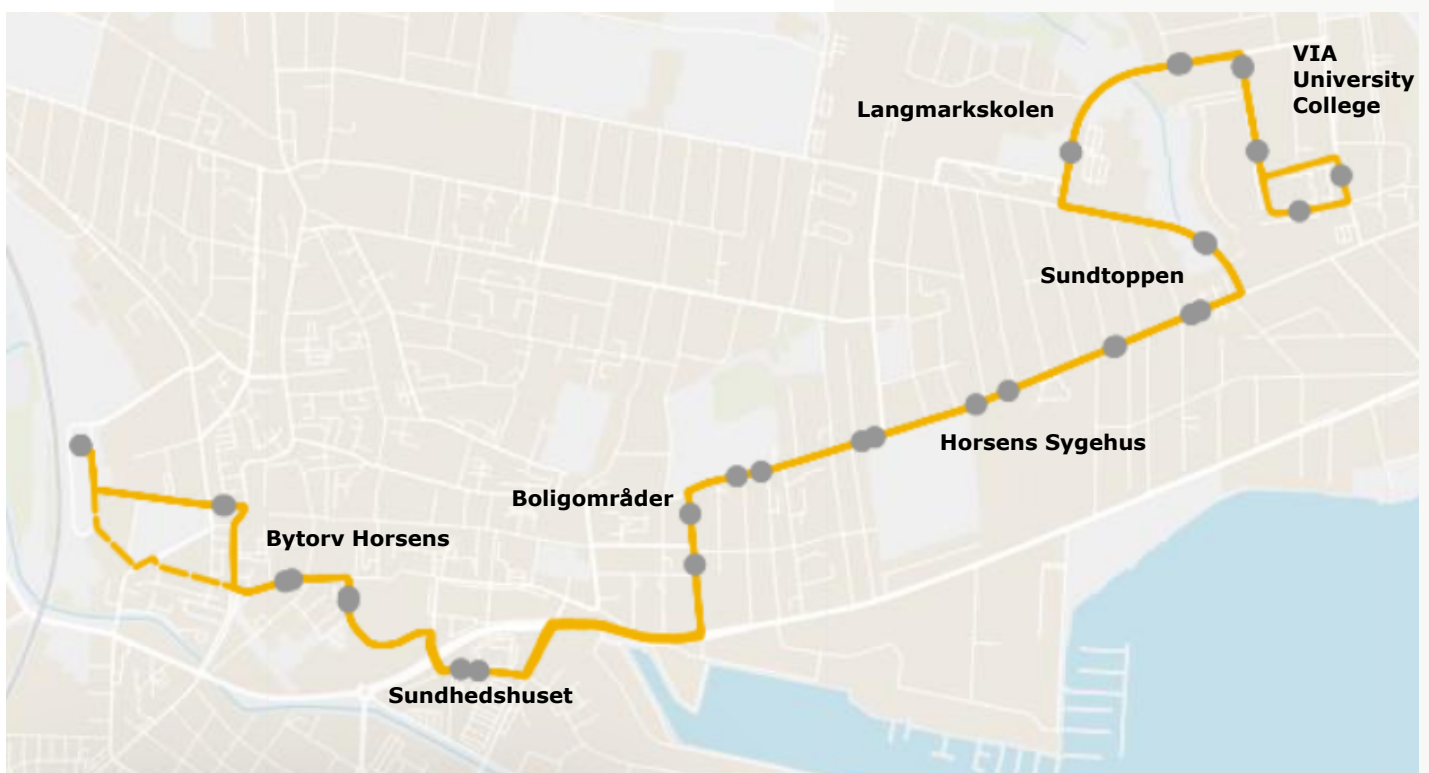 VIA
University
College
Langmarkskolen
Sundtoppen
Horsens Sygehus
Boligområder
Bytorv Horsens
Sundhedshuset